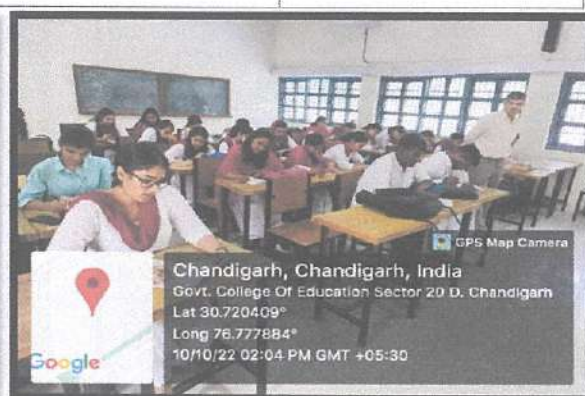 GPS Map Camera
Chandigarh, Chandigarh, India
Govt. College Of Education Sector 20 D. Chandigarh
Lat 30.720409°
Long 76.777884°
10/10/22 02:04 PM GMT +05:30
Google